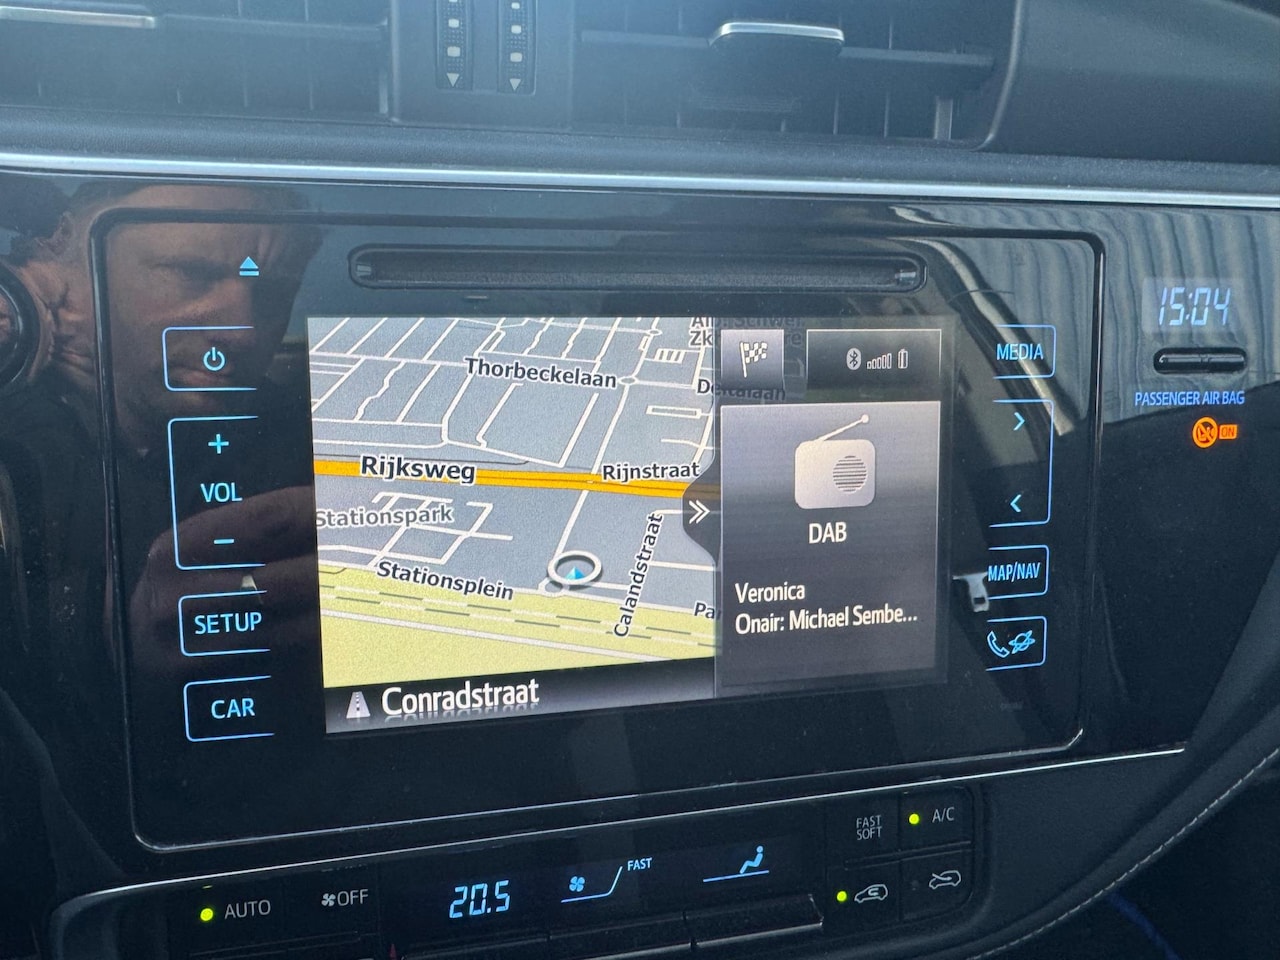 15:04
MEDIA
PASSENGER AIR BAG
ON
Thorbeckelaan
Rijksweg
Rijnstraat
Stationspark
Stationsplein
Calandstraat
Conradstraat
DAB
Veronica
Onair: Michael Sembe...
+
VOL
−
SETUP
CAR
MAP/NAV
FAST
SOFT
A/C
AUTO
OFF
20.5
FAST